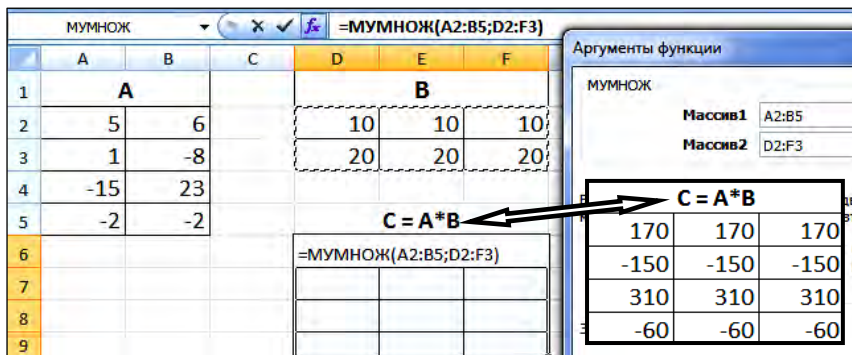 МУМНОЖ =МУМНОЖ(A2:B5;D2:F3)
Аргументы функции
A B C D E F
МУМНОЖ
1 A B
Массив1 A2:B5
2 5 6 10 10 10
Массив2 D2:F3
3 1 -8 20 20 20
4 -15 23
C = A*B
5 -2 -2 C = A*B
170 170 170
6 =МУМНОЖ(A2:B5;D2:F3)
-150 -150 -150
7
310 310 310
8
-60 -60 -60
9